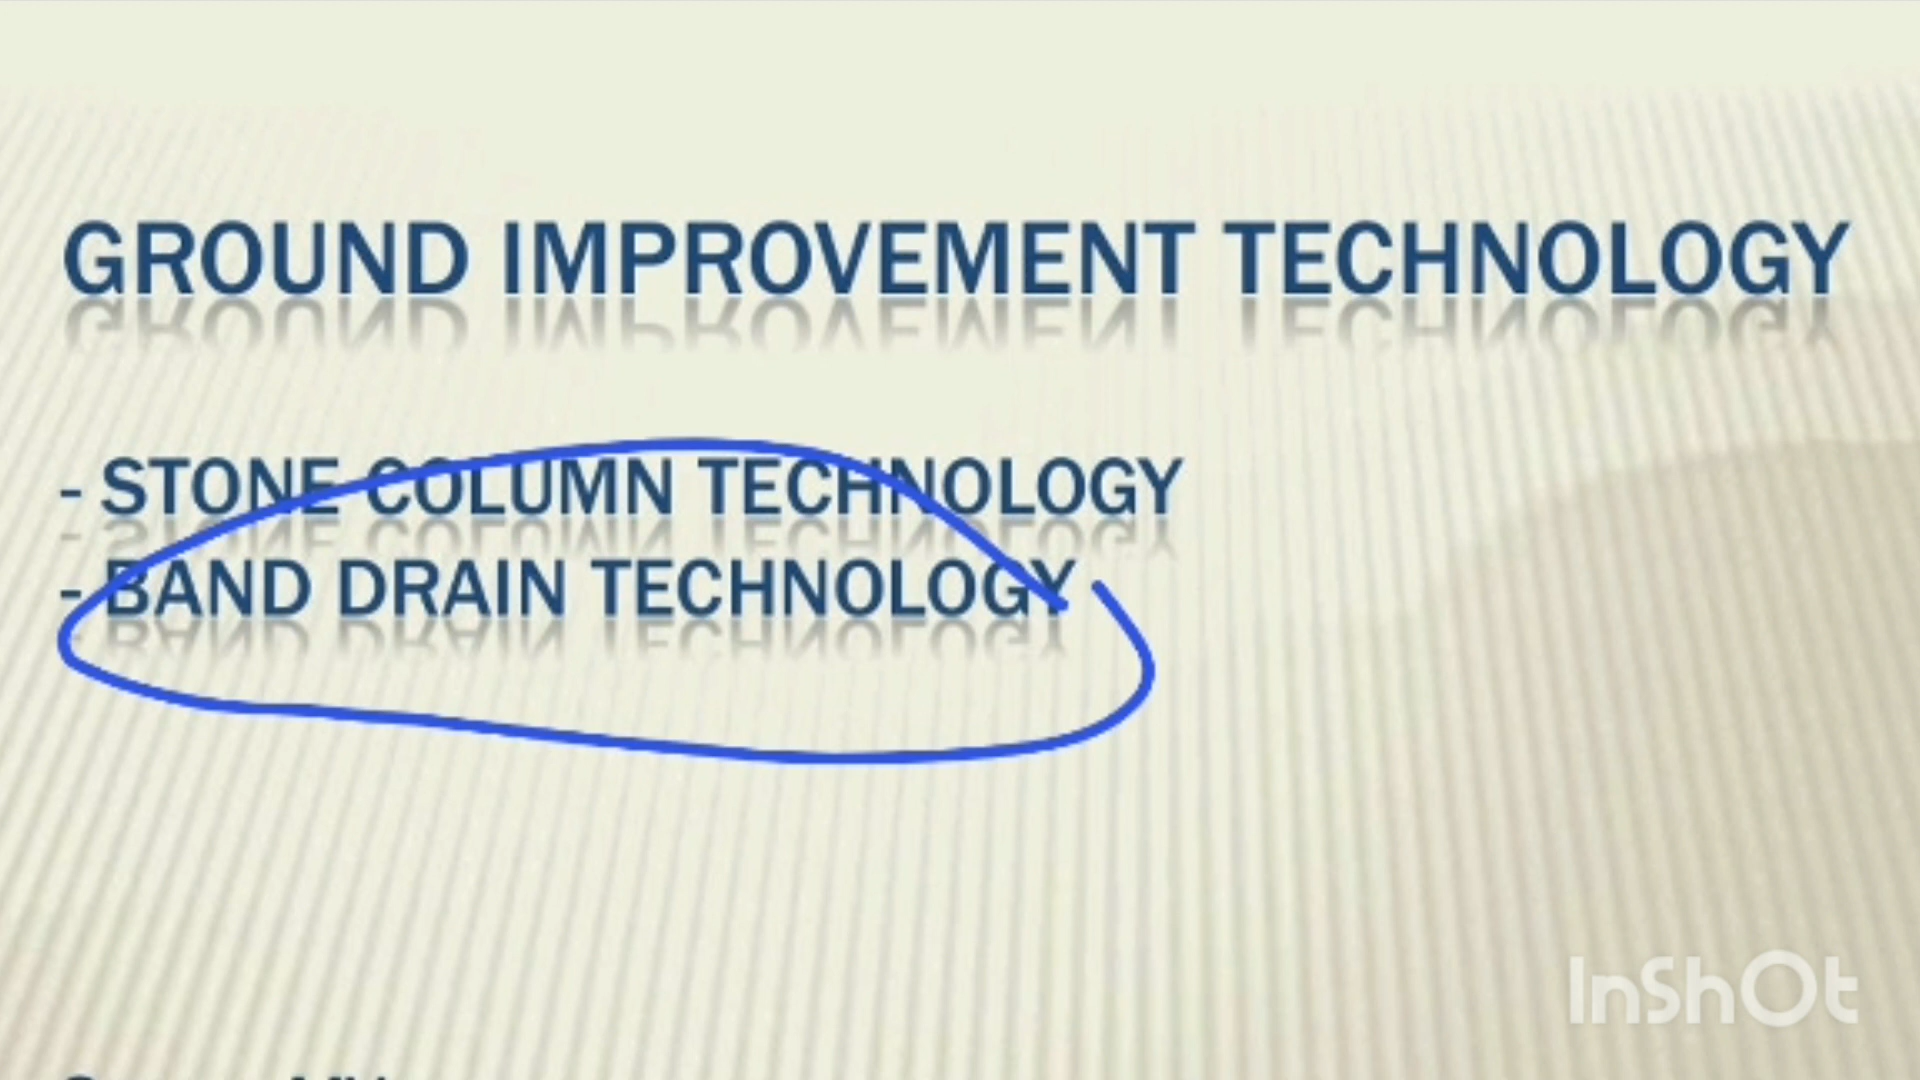 GROUND IMPROVEMENT TECHNOLOGY
- STONE COLUMN TECHNOLOGY
- BAND DRAIN TECHNOLOGY
InShOt